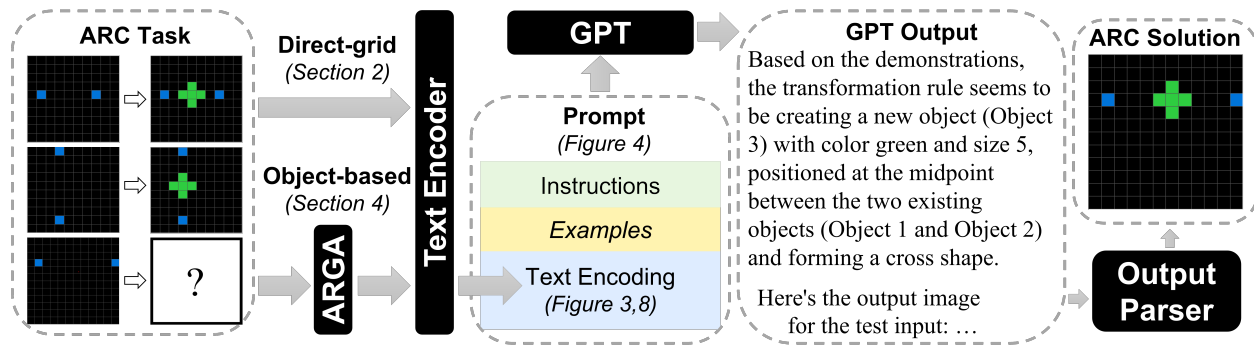 ARC Task
?
Direct-grid
(Section 2)
Object-based
(Section 4)
ARGA
Text Encoder
GPT
Prompt
(Figure 4)
Instructions
Examples
Text Encoding
(Figure 3,8)
GPT Output
Based on the demonstrations,
the transformation rule seems to
be creating a new object (Object
3) with color green and size 5,
positioned at the midpoint
between the two existing
objects (Object 1 and Object 2)
and forming a cross shape.
Here's the output image
for the test input: …
ARC Solution
Output
Parser